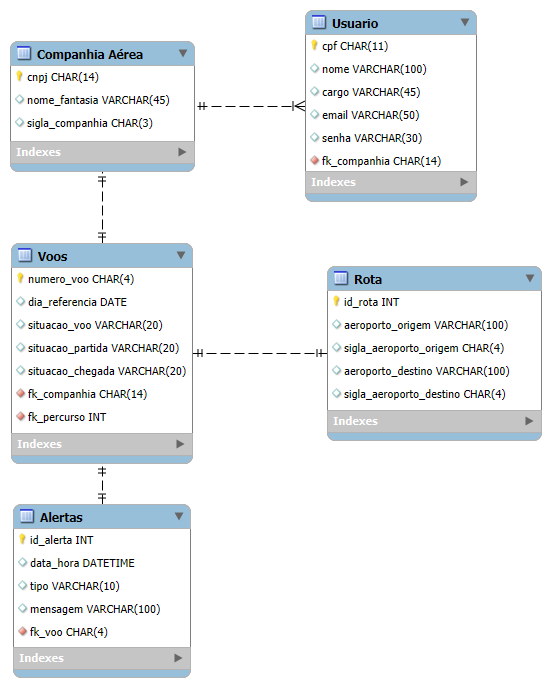 Companhia Aérea
cnpj CHAR(14)
nome_fantasia VARCHAR(45)
sigla_companhia CHAR(3)
Indexes
Usuario
cpf CHAR(11)
nome VARCHAR(100)
cargo VARCHAR(45)
email VARCHAR(50)
senha VARCHAR(30)
fk_companhia CHAR(14)
Indexes
Voos
numero_voo CHAR(4)
dia_referencia DATE
situacao_voo VARCHAR(20)
situacao_partida VARCHAR(20)
situacao_chegada VARCHAR(20)
fk_companhia CHAR(14)
fk_percurso INT
Indexes
Rota
id_rota INT
aeroporto_origem VARCHAR(100)
sigla_aeroporto_origem CHAR(4)
aeroporto_destino VARCHAR(100)
sigla_aeroporto_destino CHAR(4)
Indexes
Alertas
id_alerta INT
data_hora DATETIME
tipo VARCHAR(10)
mensagem VARCHAR(100)
fk_voo CHAR(4)
Indexes